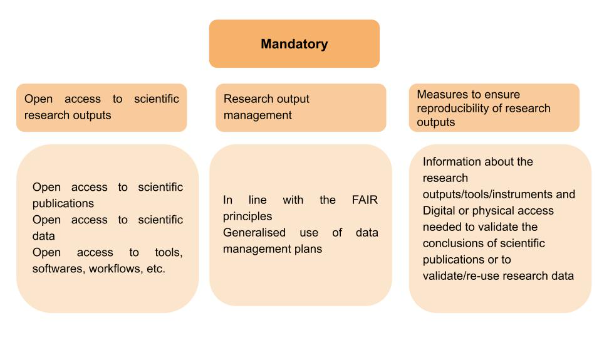 Mandatory
Open access to scientific
research outputs
Research output
management
Measures to ensure
reproducibility of research
outputs
Open access to scientific
publications
Open access to scientific
data
Open access to tools,
softwares, workflows, etc.
In line with the FAIR
principles
Generalised use of data
management plans
Information about the
research
outputs/tools/instruments and
Digital or physical access
needed to validate the
conclusions of scientific
publications or to
validate/re-use research data